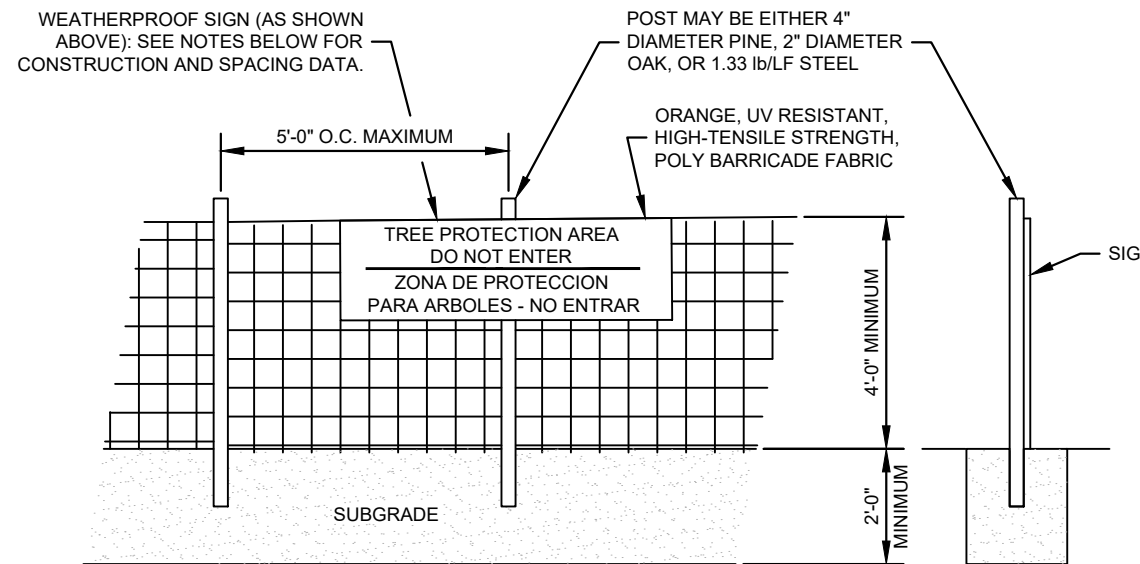 WEATHERPROOF SIGN (AS SHOWN
ABOVE): SEE NOTES BELOW FOR
CONSTRUCTION AND SPACING DATA.
POST MAY BE EITHER 4"
DIAMETER PINE, 2" DIAMETER
OAK, OR 1.33 lb/LF STEEL
5'-0" O.C. MAXIMUM
ORANGE, UV RESISTANT,
HIGH-TENSILE STRENGTH,
POLY BARRICADE FABRIC
TREE PROTECTION AREA
DO NOT ENTER
ZONA DE PROTECCION
PARA ARBOLES - NO ENTRAR
SIG
4'-0" MINIMUM
2'-0"
MINIMUM
SUBGRADE